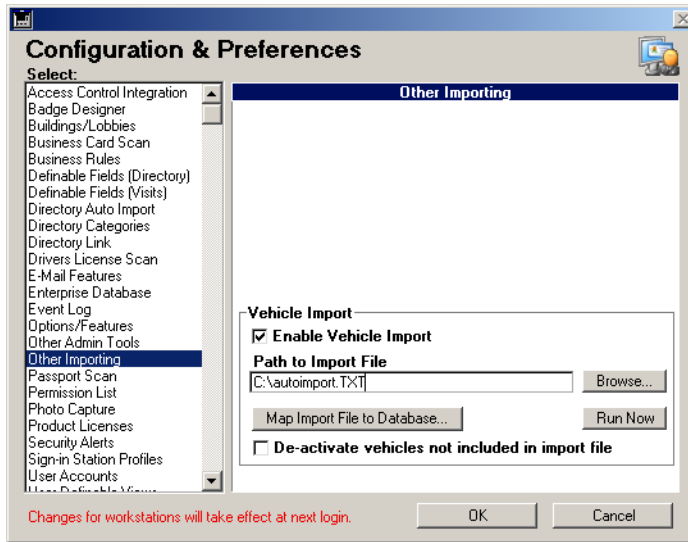 Configuration & Preferences
Select:
Access Control Integration
Badge Designer
Buildings/Lobbies
Business Card Scan
Business Rules
Definable Fields (Directory)
Definable Fields (Visits)
Directory Auto Import
Directory Categories
Directory Link
Drivers License Scan
E-Mail Features
Enterprise Database
Event Log
Options/Features
Other Admin Tools
Other Importing
Passport Scan
Permission List
Photo Capture
Product Licenses
Security Alerts
Sign-in Station Profiles
User Accounts
User Definable Views
Other Importing
Vehicle Import
Enable Vehicle Import
Path to Import File
C:\autoimport.TXT
Browse...
Map Import File to Database...
Run Now
De-activate vehicles not included in import file
Changes for workstations will take effect at next login.
OK
Cancel